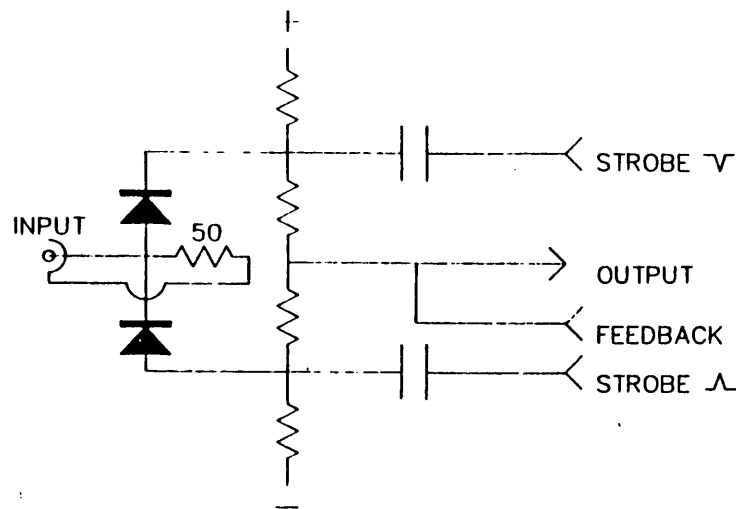 +
STROBE
INPUT
50
OUTPUT
FEEDBACK
STROBE
−